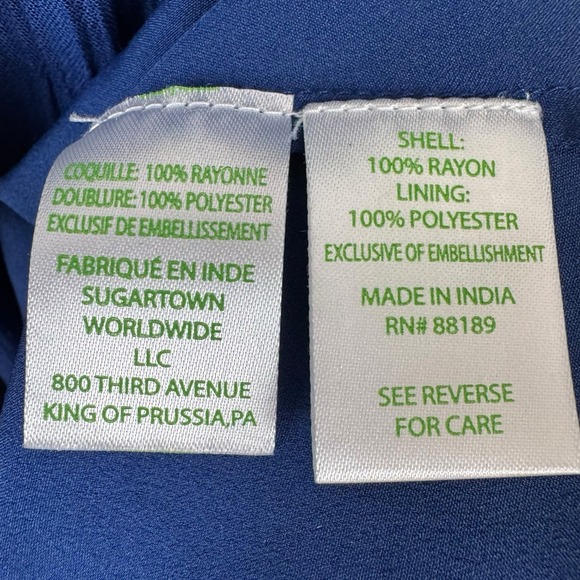 COQUILLE: 100% RAYONNE
DOUBLURE: 100% POLYESTER
EXCLUSIF DE EMBELLISSEMENT
FABRIQUÉ EN INDE
SUGARTOWN
WORLDWIDE
LLC
800 THIRD AVENUE
KING OF PRUSSIA,PA
SHELL:
100% RAYON
LINING:
100% POLYESTER
EXCLUSIVE OF EMBELLISHMENT
MADE IN INDIA
RN# 88189
SEE REVERSE
FOR CARE